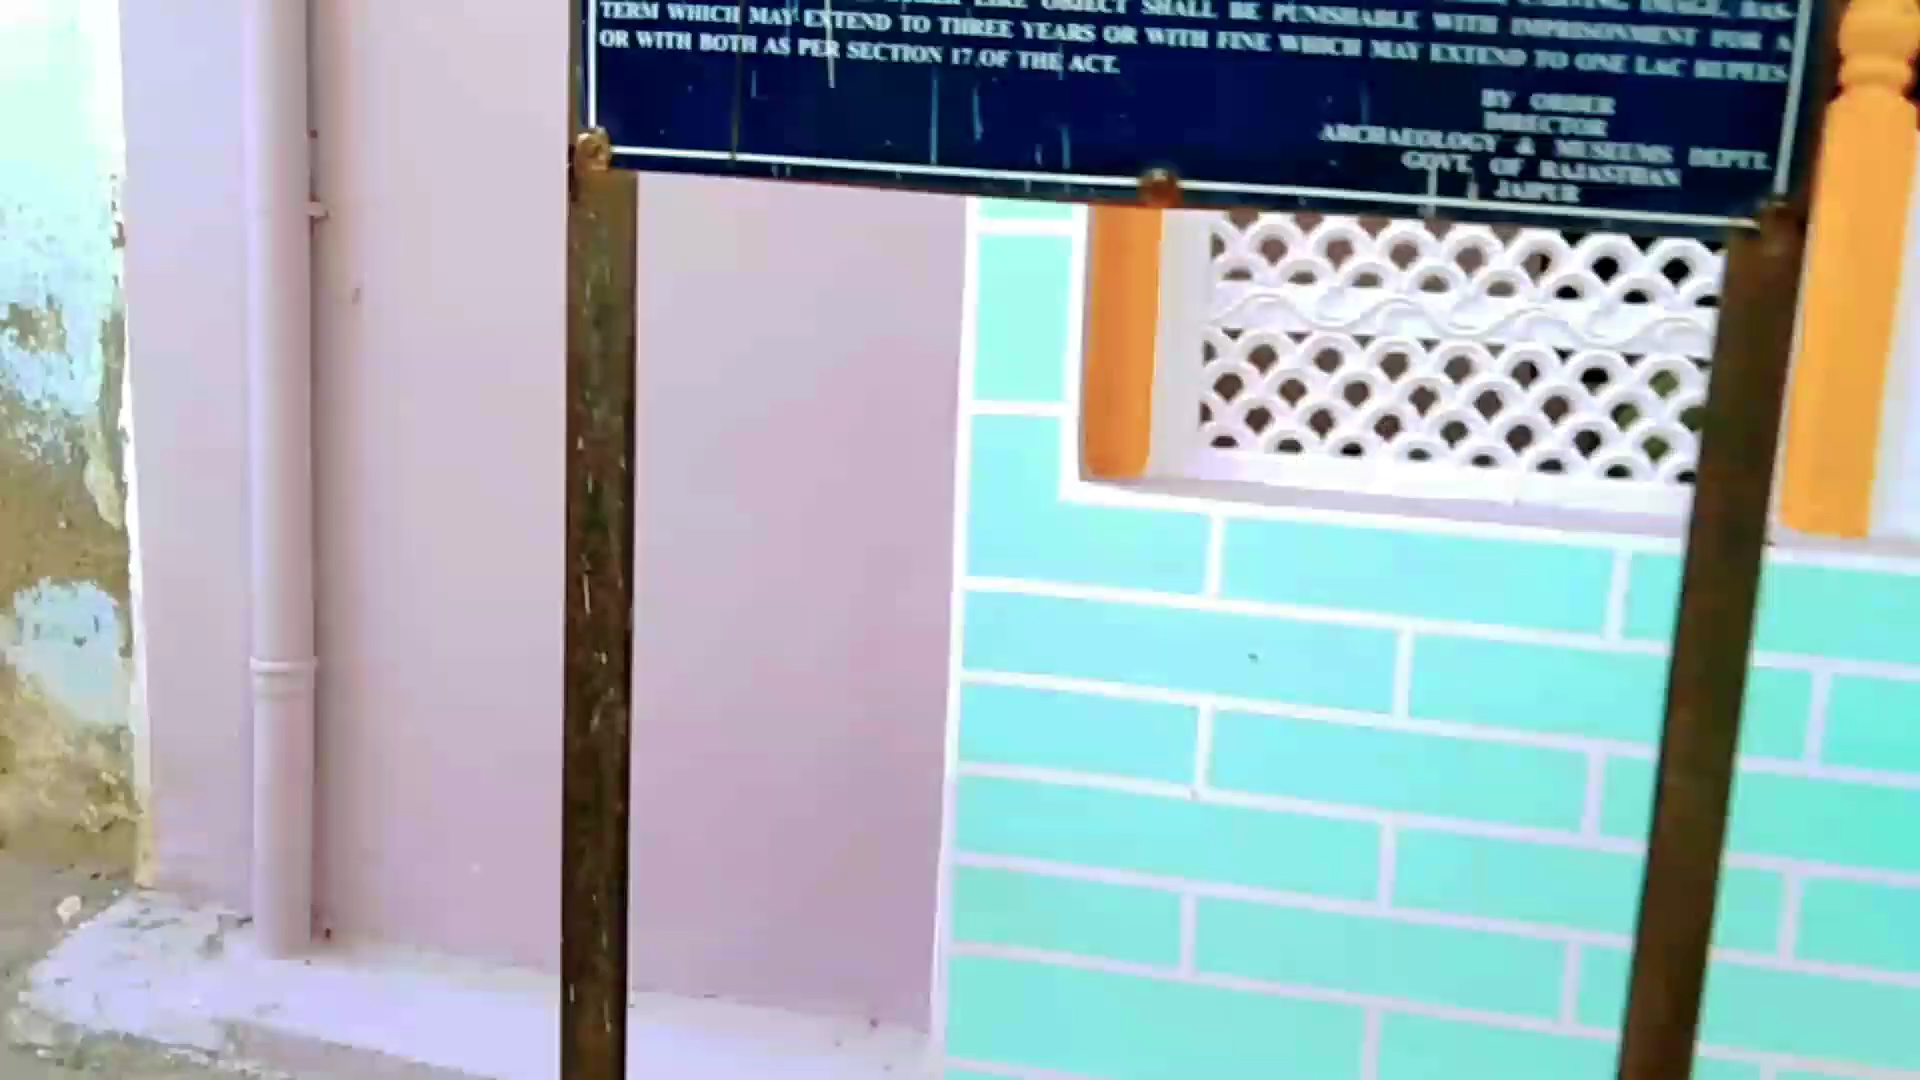 LIKE OBJECT SHALL BE PUNISHABLE WITH IMPRISONMENT FOR A
TERM WHICH MAY EXTEND TO THREE YEARS OR WITH FINE WHICH MAY EXTEND TO ONE LAC RUPEES
OR WITH BOTH AS PER SECTION 17 OF THE ACT.
BY ORDER
DIRECTOR
ARCHAEOLOGY & MUSEUMS DEPTT.
GOVT. OF RAJASTHAN
JAIPUR